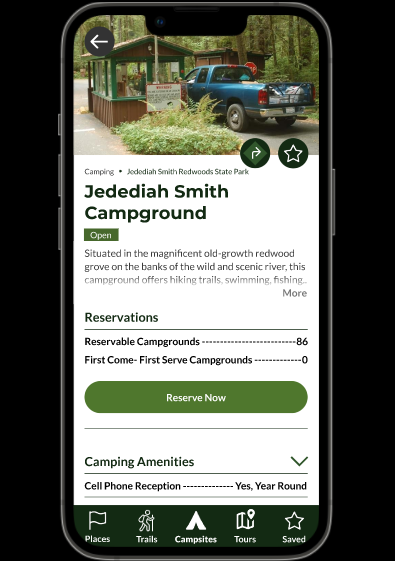 Camping • Jedediah Smith Redwoods State Park
Jedediah Smith
Campground
Open
Situated in the magnificent old-growth redwood
grove on the banks of the wild and scenic river, this
campground offers hiking trails, swimming, fishing..
More
Reservations
Reservable Campgrounds --------------------------86
First Come- First Serve Campgrounds -------------0
Reserve Now
Camping Amenities
Cell Phone Reception -------------- Yes, Year Round
Places Trails Campsites Tours Saved